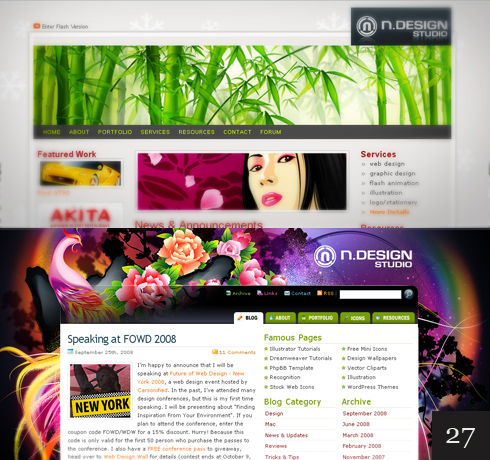 Enter Flash Version
n.DESIGN
STUDIO
HOME ABOUT PORTFOLIO SERVICES RESOURCES CONTACT FORUM
Featured Work
Services
web design
graphic design
flash animation
illustration
logo/stationery
More Details
AKITA
News & Announcements
n.DESIGN
STUDIO
Archive Links Contact RSS
BLOG ABOUT PORTFOLIO ICONS RESOURCES
Speaking at FOWD 2008
September 25th, 2008 11 Comments
NEW YORK
I'm happy to announce that I will be
speaking at Future of Web Design - New
York 2008, a web design event hosted by
Carsonified. In the past, I've attended many
design conferences, but this is my first time
speaking. I will be presenting about "Finding
Inspiration From Your Environment". If you
plan to attend the conference, enter the
coupon code FOWD/NDW for a 15% discount. Hurry! Because this
code is only valid for the first 50 person who purchase the passes to
the conference. I also have a FREE conference pass to giveaway,
head over to Web Design Wall for details (contest ends at October 9,
Famous Pages
Illustrator Tutorials
Dreamweaver Tutorials
PhpBB Template
Recognition
Stock Web Icons
Free Mini Icons
Design Wallpapers
Vector Cliparts
Illustration
WordPress Themes
Blog Category
Design
Mac
News & Updates
Reviews
Tricks & Tips
Archive
September 2008
June 2008
March 2008
February 2008
November 2007
27